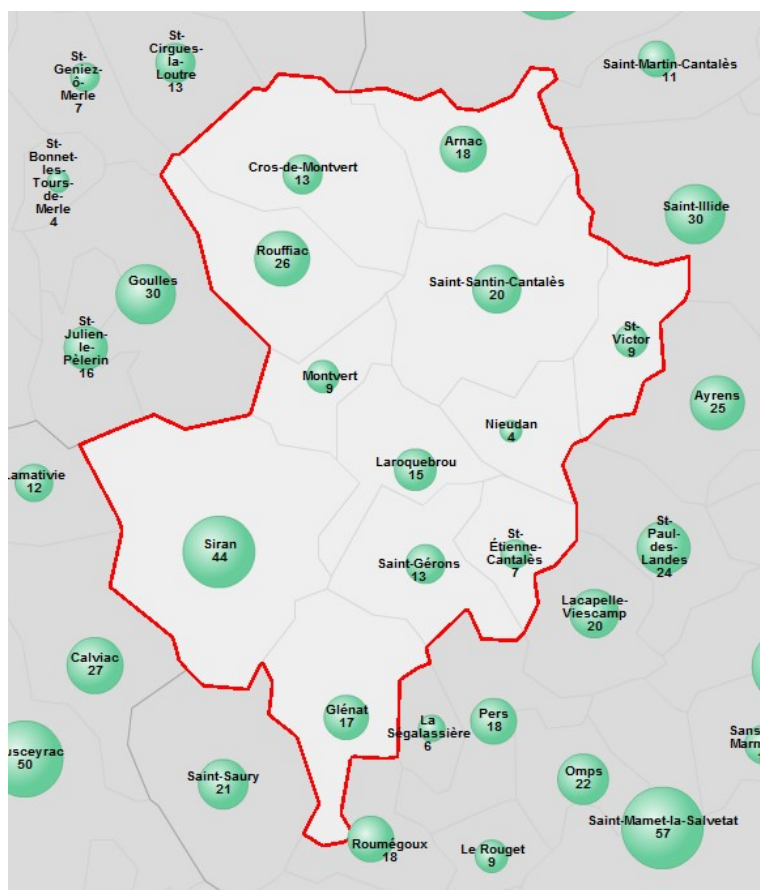 St-
Geniez-
ô-
Merle
7
St-
Cirgues-
la-
Loutre
13
Saint-Martin-Cantalès
11
Arnac
18
Cros-de-Montvert
13
St-
Bonnet-
les-
Tours-
de-
Merle
4
Saint-Illide
30
Rouffiac
26
Goulles
30
Saint-Santin-Cantalès
20
St-
Julien-
le-
Pèlerin
16
St-
Victor
9
Montvert
9
Ayrens
25
Nieudan
4
Laroquebrou
15
Lamativie
12
Siran
44
Saint-Gérons
13
St-
Étienne-
Cantalès
7
St-
Paul-
des-
Landes
24
Lacapelle-
Viescamp
20
Calviac
27
Glénat
17
La
Ségalassière
6
Pers
18
usceyrac
50
Sans
Marm
Saint-Saury
21
Omps
22
Saint-Mamet-la-Salvetat
57
Roumégoux
18
Le Rouget
9